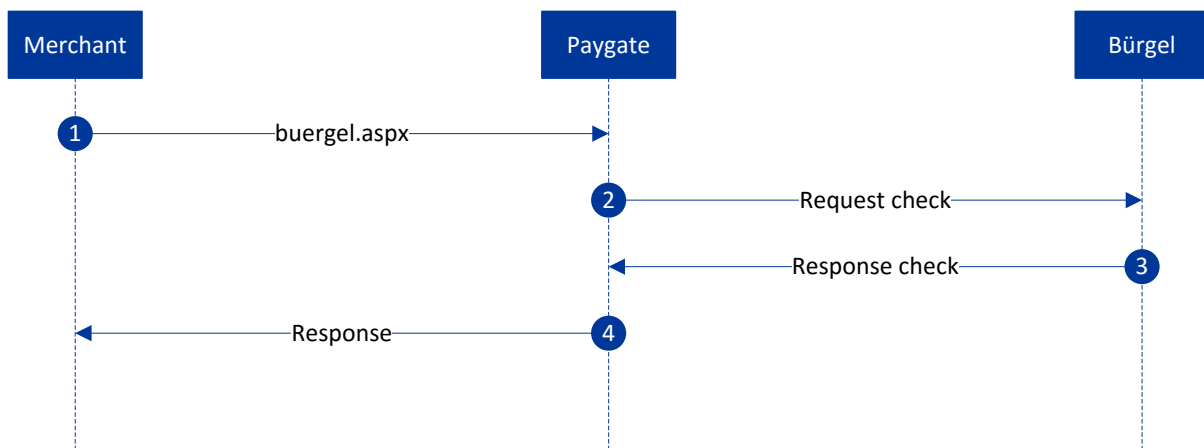 Merchant
Paygate
Bürgel
1
buergel.aspx
2
Request check
Response check
3
Response
4